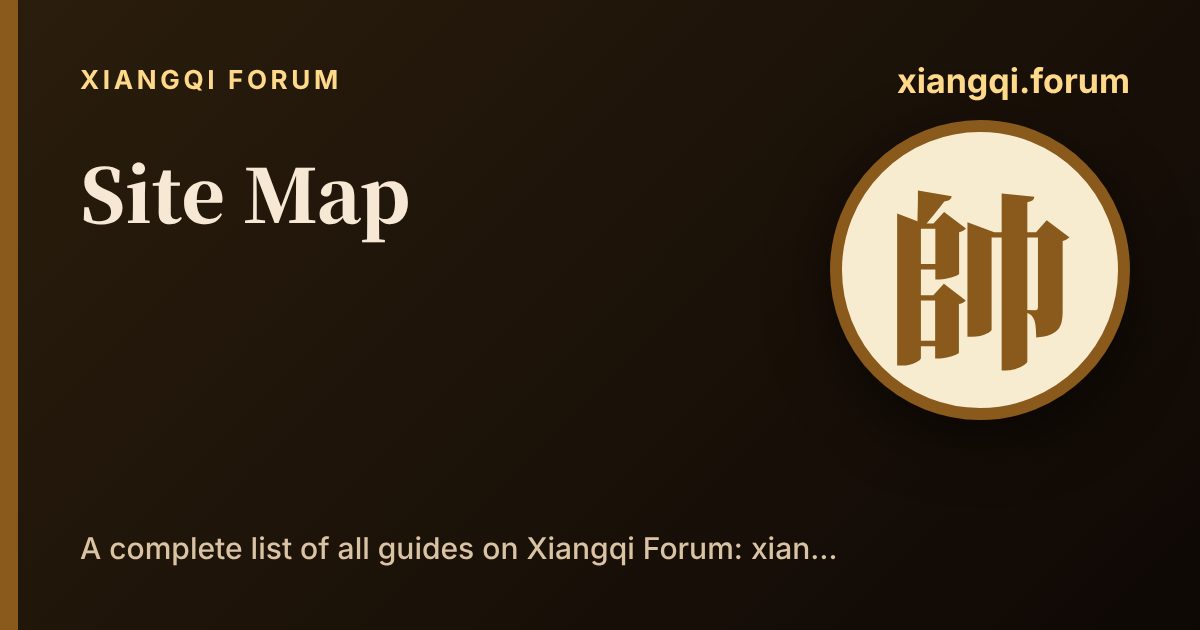 XIANGQI FORUM
xiangqi.forum
Site Map
帥
A complete list of all guides on Xiangqi Forum: xian...